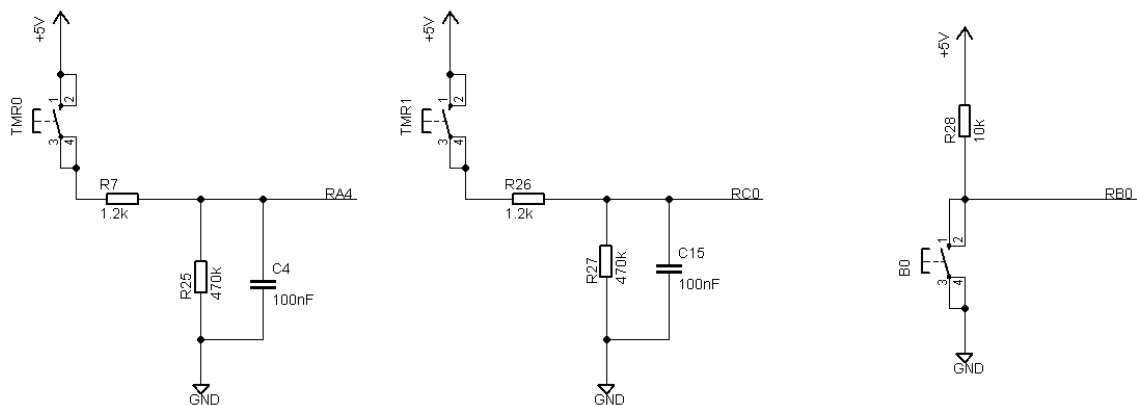 +5V
1
2
TMR0
3
4
R7
1.2k
RA4
R25
470k
C4
100nF
GND
+5V
1
2
TMR1
3
4
R26
1.2k
RC0
R27
470k
C15
100nF
GND
+5V
R28
10k
RB0
1
2
B0
3
4
GND